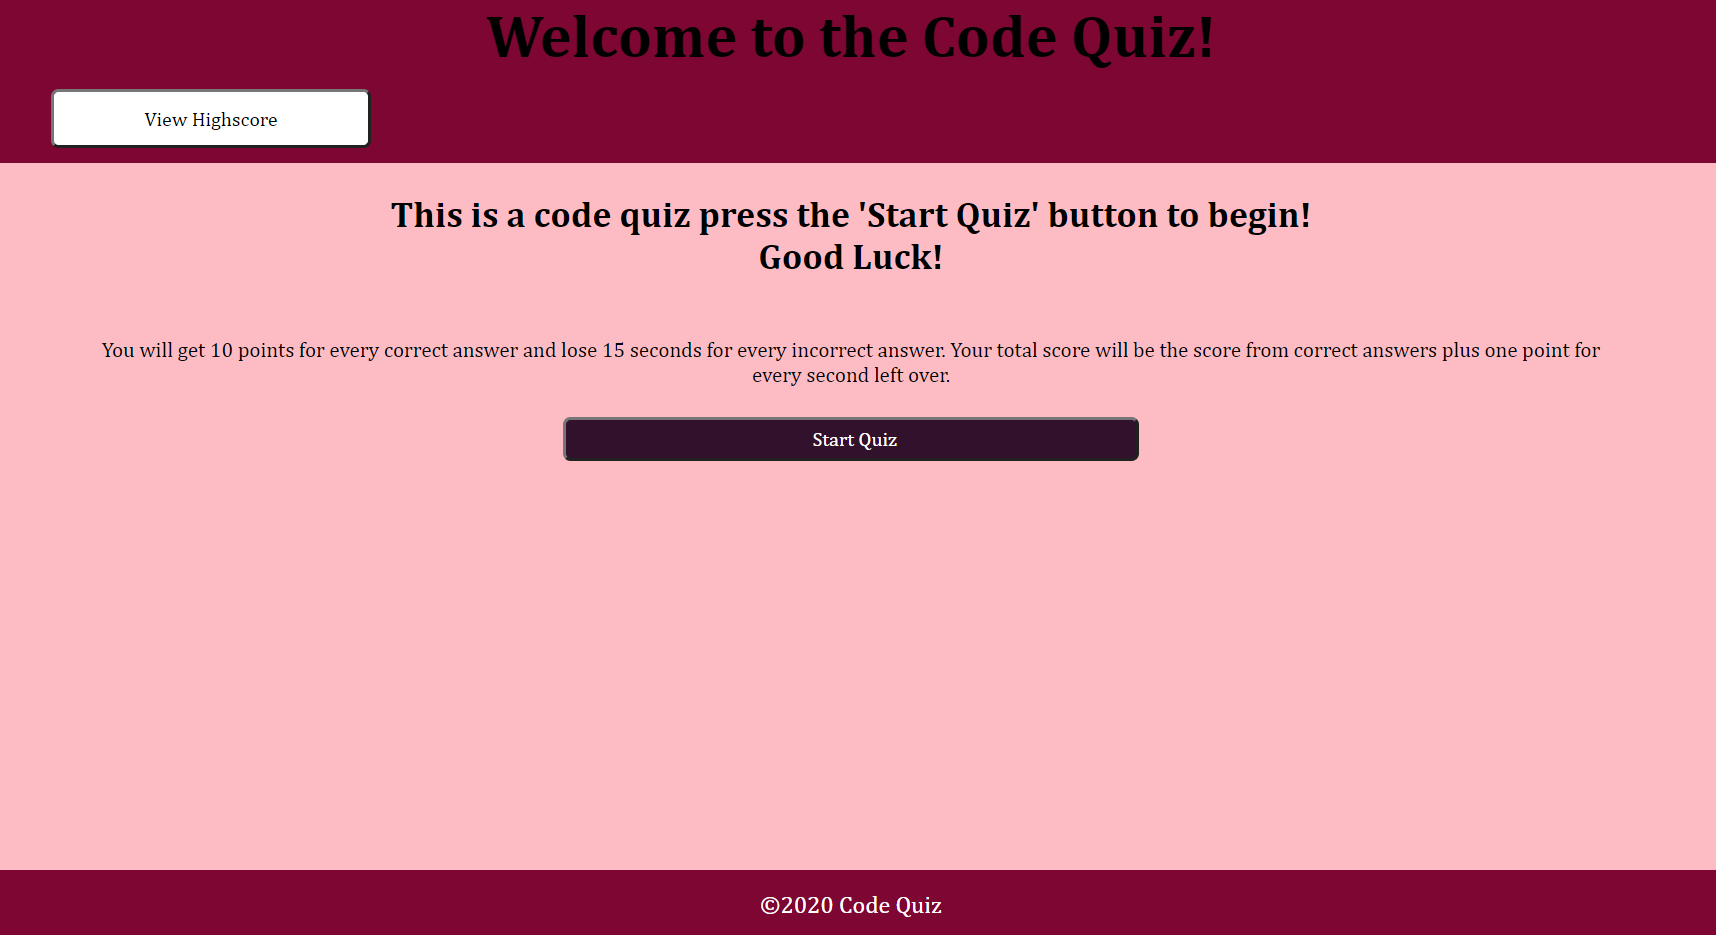 Welcome to the Code Quiz!
View Highscore
This is a code quiz press the 'Start Quiz' button to begin!
Good Luck!
You will get 10 points for every correct answer and lose 15 seconds for every incorrect answer. Your total score will be the score from correct answers plus one point for
every second left over.
Start Quiz
©2020 Code Quiz